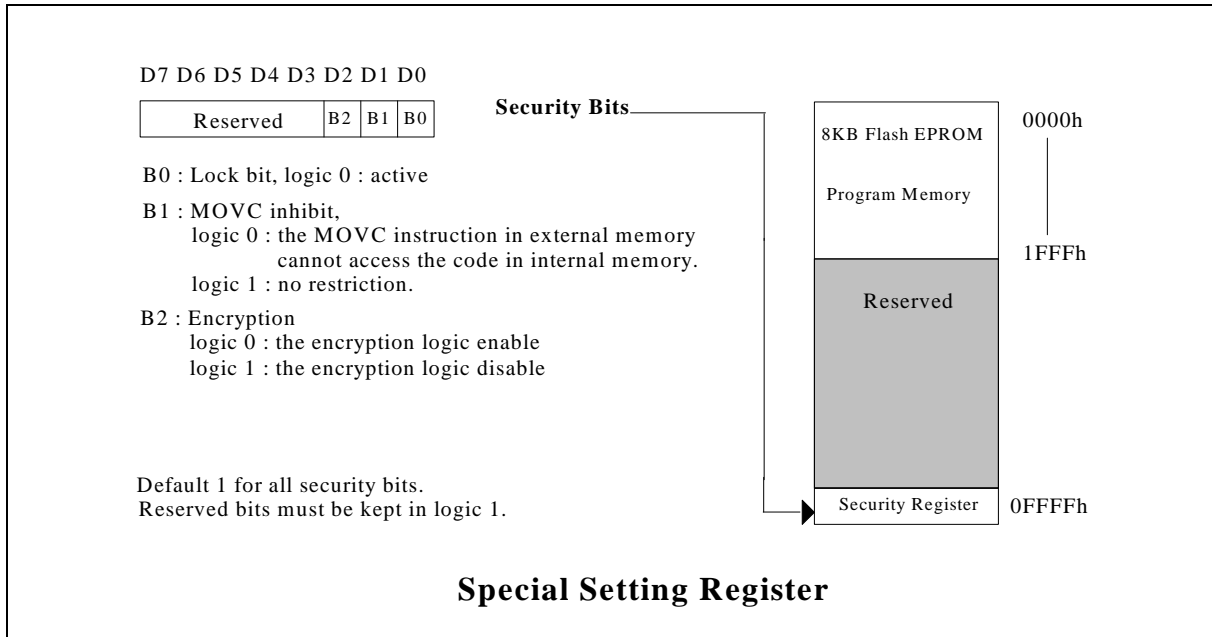 D7 D6 D5 D4 D3 D2 D1 D0
Reserved B2 B1 B0
B0 : Lock bit, logic 0 : active
B1 : MOVC inhibit,
logic 0 : the MOVC instruction in external memory
cannot access the code in internal memory.
logic 1 : no restriction.
B2 : Encryption
logic 0 : the encryption logic enable
logic 1 : the encryption logic disable
Default 1 for all security bits.
Reserved bits must be kept in logic 1.
Security Bits
8KB Flash EPROM
Program Memory
0000h
1FFFh
Reserved
Security Register
0FFFFh
Special Setting Register